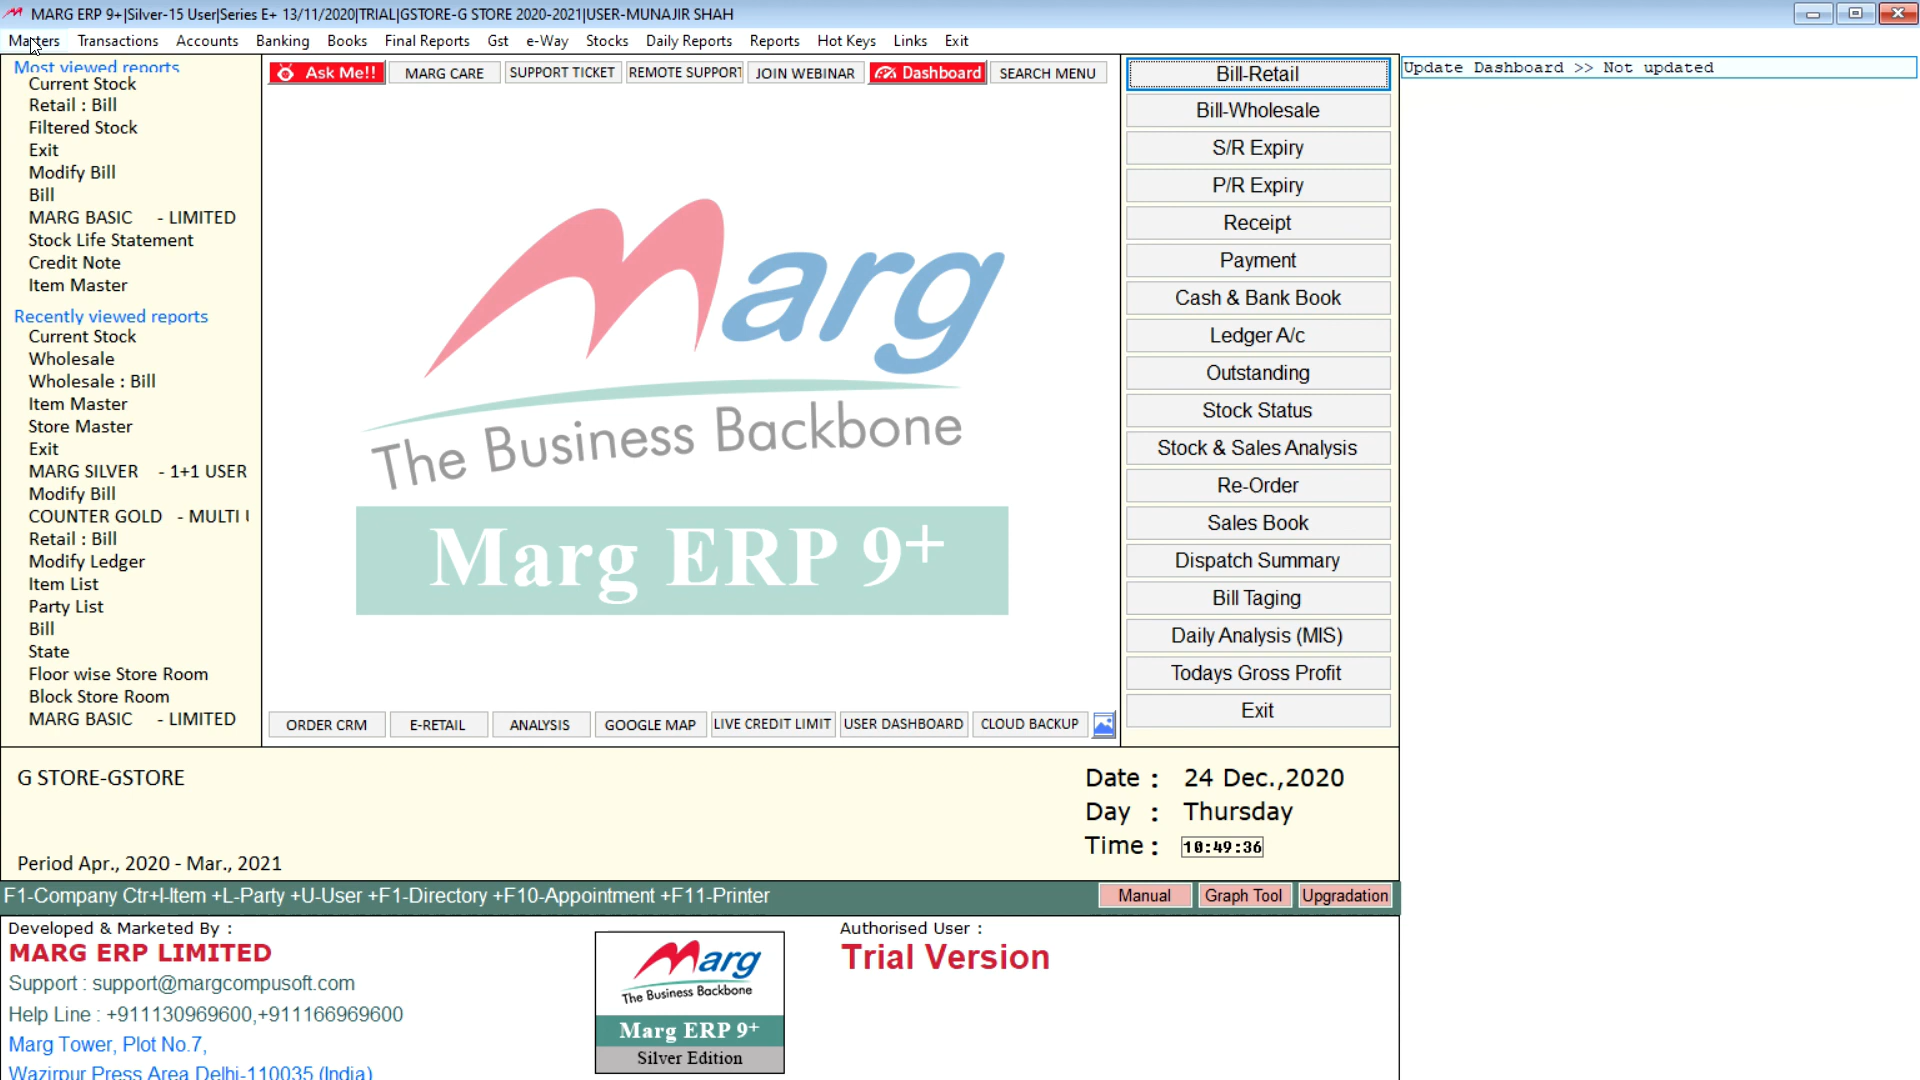 MARG ERP 9+|Silver-15 User|Series E+ 13/11/2020|TRIAL|GSTORE-G STORE 2020-2021|USER-MUNAJIR SHAH
Masters Transactions Accounts Banking Books Final Reports Gst e-Way Stocks Daily Reports Reports Hot Keys Links Exit
Most viewed reports
Current Stock
Retail : Bill
Filtered Stock
Exit
Modify Bill
Bill
MARG BASIC - LIMITED
Stock Life Statement
Credit Note
Item Master
Recently viewed reports
Current Stock
Wholesale
Wholesale : Bill
Item Master
Store Master
Exit
MARG SILVER - 1+1 USER
Modify Bill
COUNTER GOLD - MULTI
Retail : Bill
Modify Ledger
Item List
Party List
Bill
State
Floor wise Store Room
Block Store Room
MARG BASIC - LIMITED
Ask Me!! MARG CARE SUPPORT TICKET REMOTE SUPPORT JOIN WEBINAR Dashboard SEARCH MENU
Marg
The Business Backbone
Marg ERP 9+
ORDER CRM E-RETAIL ANALYSIS GOOGLE MAP LIVE CREDIT LIMIT USER DASHBOARD CLOUD BACKUP
Bill-Retail
Bill-Wholesale
S/R Expiry
P/R Expiry
Receipt
Payment
Cash & Bank Book
Ledger A/c
Outstanding
Stock Status
Stock & Sales Analysis
Re-Order
Sales Book
Dispatch Summary
Bill Taging
Daily Analysis (MIS)
Todays Gross Profit
Exit
Update Dashboard >> Not updated
G STORE-GSTORE
Period Apr., 2020 - Mar., 2021
Date : 24 Dec.,2020
Day : Thursday
Time : 10:49:36
F1-Company Ctr+I-Item +L-Party +U-User +F1-Directory +F10-Appointment +F11-Printer
Manual Graph Tool Upgradation
Developed & Marketed By :
MARG ERP LIMITED
Support : support@margcompusoft.com
Help Line : +911130969600,+911166969600
Marg Tower, Plot No.7,
Wazirpur Press Area Delhi-110035 (India)
Marg
The Business Backbone
Marg ERP 9+
Silver Edition
Authorised User :
Trial Version